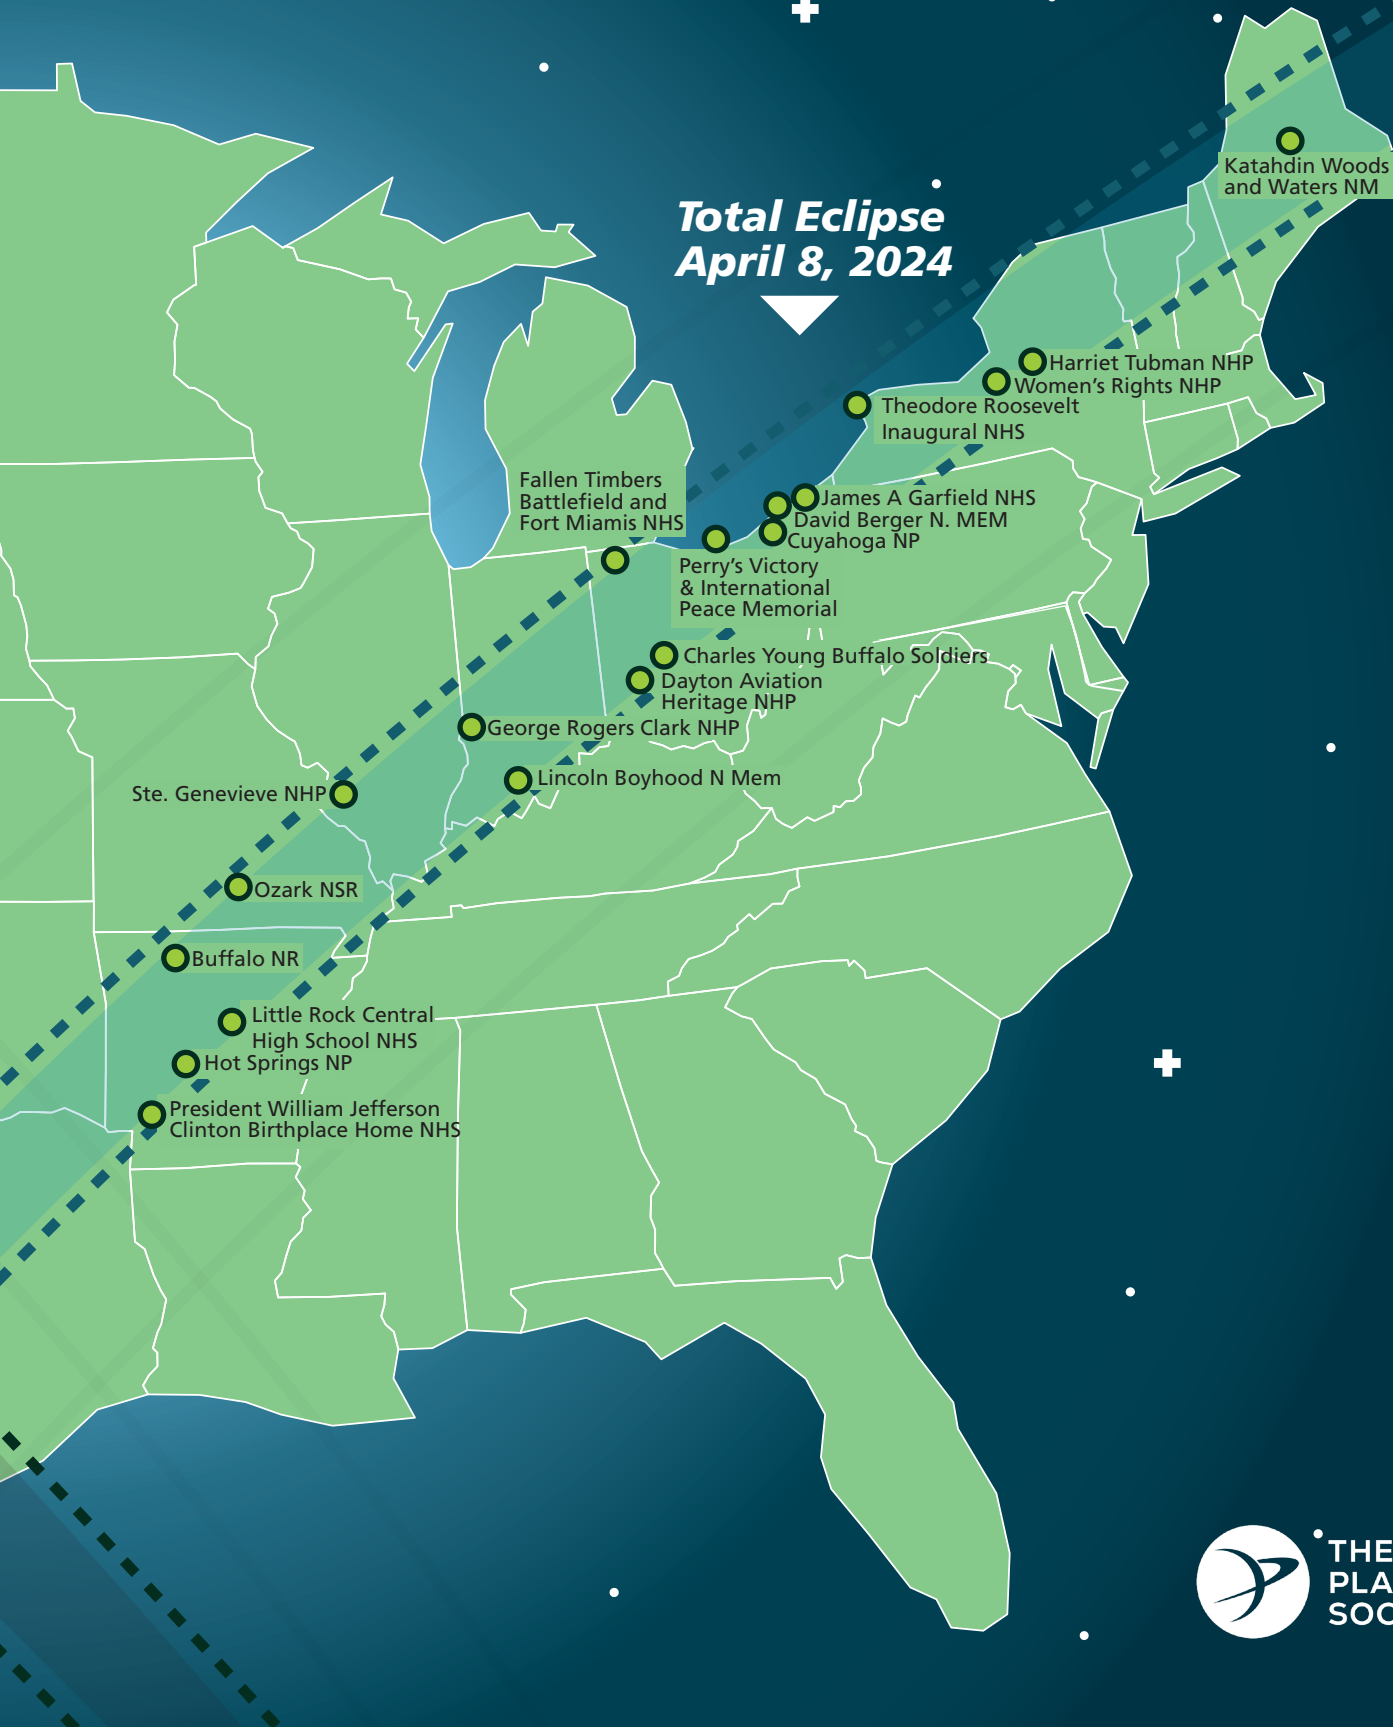 Total Eclipse
April 8, 2024
Katahdin Woods
and Waters NM
Harriet Tubman NHP
Women's Rights NHP
Theodore Roosevelt
Inaugural NHS
Fallen Timbers
Battlefield and
Fort Miamis NHS
James A Garfield NHS
David Berger N. MEM
Cuyahoga NP
Perry's Victory
& International
Peace Memorial
Charles Young Buffalo Soldiers
Dayton Aviation
Heritage NHP
George Rogers Clark NHP
Lincoln Boyhood N Mem
Ste. Genevieve NHP
Ozark NSR
Buffalo NR
Little Rock Central
High School NHS
Hot Springs NP
President William Jefferson
Clinton Birthplace Home NHS
THE
PLA
SOC